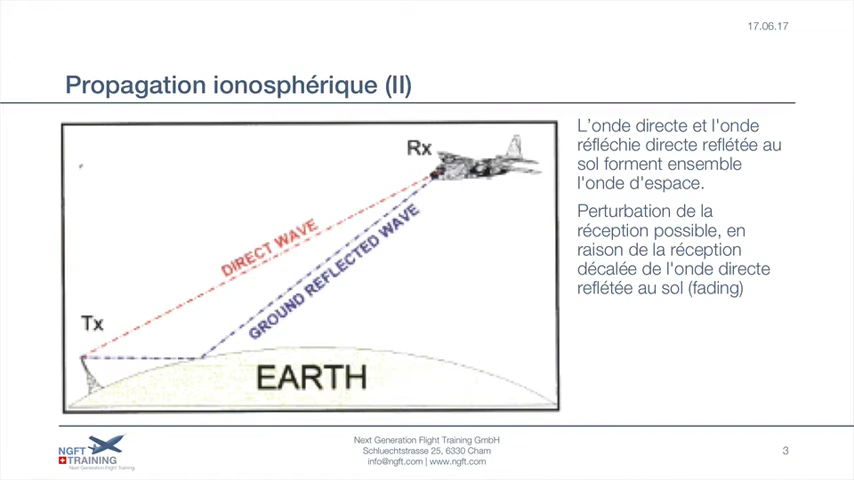 17.06.17
Propagation ionosphérique (II)
L'onde directe et l'onde
réfléchie directe reflétée au
sol forment ensemble
l'onde d'espace.
Perturbation de la
réception possible, en
raison de la réception
décalée de l'onde directe
reflétée au sol (fading)
Rx
DIRECT WAVE
GROUND REFLECTED WAVE
Tx
EARTH
NGFT
TRAINING
Next Generation Flight Training
Next Generation Flight Training GmbH
Schluechtstrasse 25, 6330 Cham
info@ngft.com | www.ngft.com
3